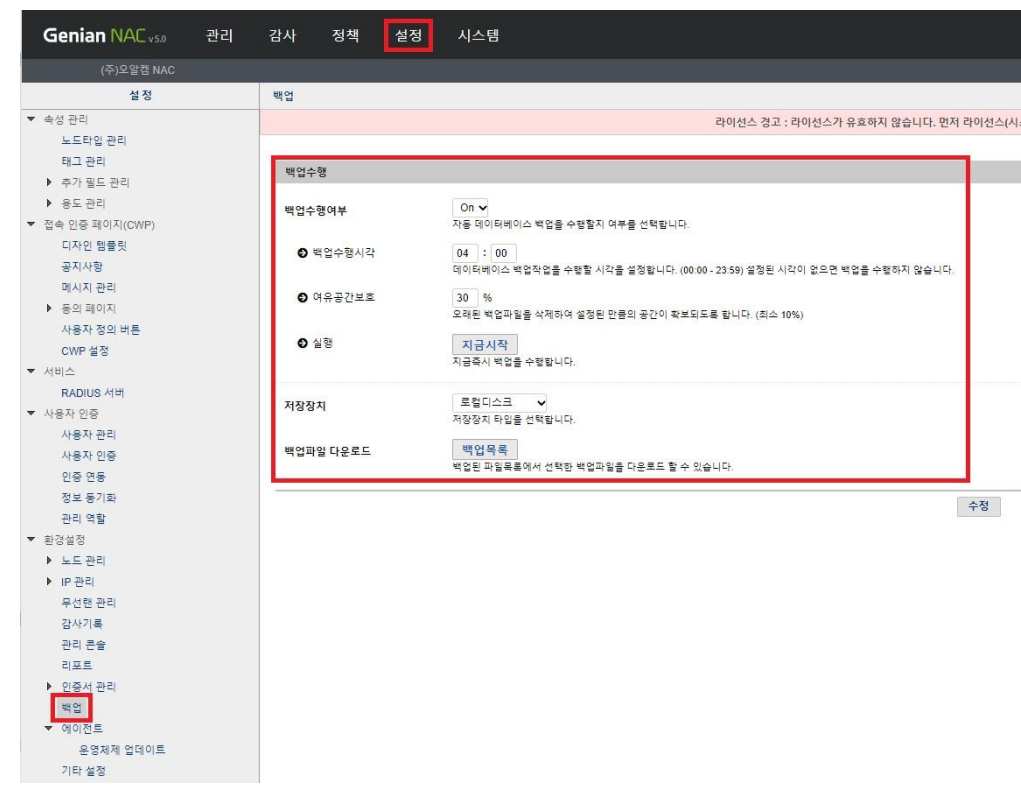 Genian NAC v5.0 관리 감사 정책 설정 시스템
(주)오알켐 NAC
설정
속성 관리
노드타입 관리
태그 관리
추가 필드 관리
용도 관리
접속 인증 페이지(CWP)
디자인 템플릿
공지사항
메시지 관리
동의 페이지
사용자 정의 버튼
CWP 설정
서비스
RADIUS 서버
사용자 인증
사용자 관리
사용자 인증
인증 연동
정보 동기화
관리 역할
환경설정
노드 관리
IP 관리
무선랜 관리
감사기록
관리 콘솔
리포트
인증서 관리
백업
에이전트
운영체제 업데이트
기타 설정
백업
라이선스 경고 : 라이선스가 유효하지 않습니다. 먼저 라이선스(시
백업수행
백업수행여부 On
자동 데이터베이스 백업을 수행할지 여부를 선택합니다.
백업수행시각 04 : 00
데이터베이스 백업작업을 수행할 시각을 설정합니다. (00:00 - 23:59) 설정된 시각이 없으면 백업을 수행하지 않습니다.
여유공간보호 30 %
오래된 백업파일을 삭제하여 설정된 만큼의 공간이 확보되도록 합니다. (최소 10%)
실행 지금시작
지금즉시 백업을 수행합니다.
저장장치 로컬디스크
저장장치 타입을 선택합니다.
백업파일 다운로드 백업목록
백업된 파일목록에서 선택한 백업파일을 다운로드 할 수 있습니다.
수정